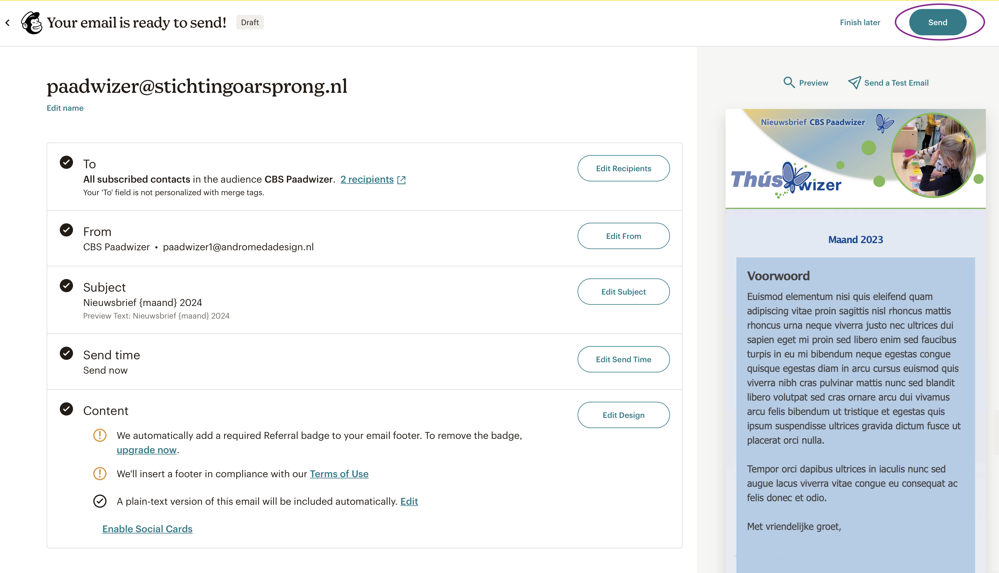 Your email is ready to send!
Draft
Finish later
Send
paadwizer@stichtingoarsprong.nl
Edit name
To
All subscribed contacts in the audience CBS Paadwizer. 2 recipients
Your 'To' field is not personalized with merge tags.
Edit Recipients
From
CBS Paadwizer • paadwizer1@andromedadesign.nl
Edit From
Subject
Nieuwsbrief {maand} 2024
Preview Text: Nieuwsbrief {maand} 2024
Edit Subject
Send time
Send now
Edit Send Time
Content
Edit Design
We automatically add a required Referral badge to your email footer. To remove the badge,
upgrade now.
We'll insert a footer in compliance with our Terms of Use
A plain-text version of this email will be included automatically. Edit
Enable Social Cards
Preview
Send a Test Email
Nieuwsbrief CBS Paadwizer
Thús wizer
Maand 2023
Voorwoord
Euismod elementum nisi quis eleifend quam
adipiscing vitae proin sagittis nisl rhoncus mattis
rhoncus urna neque viverra justo nec ultrices dui
sapien eget mi proin sed libero enim sed faucibus
turpis in eu mi bibendum neque egestas congue
quisque egestas diam in arcu cursus euismod quis
viverra nibh cras pulvinar mattis nunc sed blandit
libero volutpat sed cras ornare arcu dui vivamus
arcu felis bibendum ut tristique et egestas quis
ipsum suspendisse ultrices gravida dictum fusce ut
placerat orci nulla.
Tempor orci dapibus ultrices in iaculis nunc sed
augue lacus viverra vitae congue eu consequat ac
felis donec et odio.
Met vriendelijke groet,